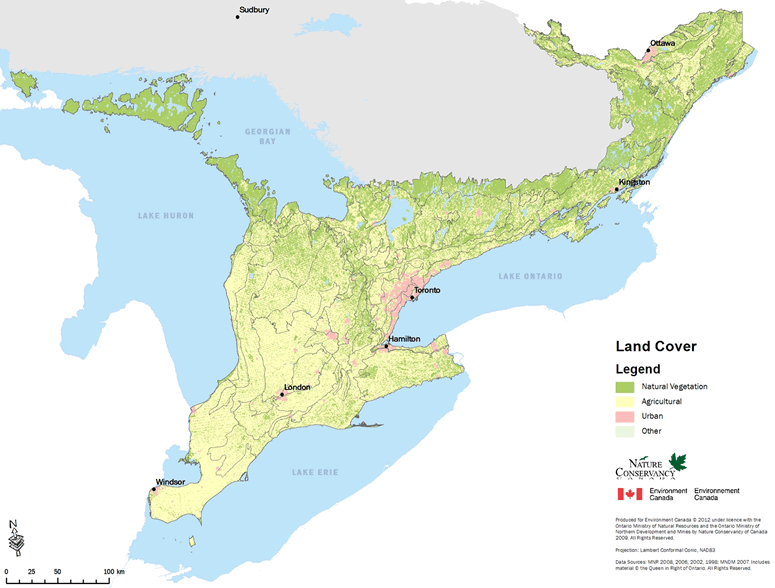 Sudbury
Ottawa
GEORGIAN
BAY
Kingston
LAKE HURON
LAKE ONTARIO
Toronto
Hamilton
Land Cover
Legend
Natural Vegetation
Agricultural
Urban
Other
London
NATURE
CONSERVANCY
CANADA
LAKE ERIE
Windsor
Environment Environnement
Canada Canada
Produced for Environment Canada © 2012 under licence with the
Ontario Ministry of Natural Resources and the Ontario Ministry of
Northern Development and Mines by Nature Conservancy of Canada
2009. All Rights Reserved.
N
Projection: Lambert Conformal Conic, NAD83
Data Sources: MNR 2008, 2006, 2002, 1998; MNDM 2007. Includes
material © the Queen in Right of Ontario. All Rights Reserved.
0 25 50 100 km